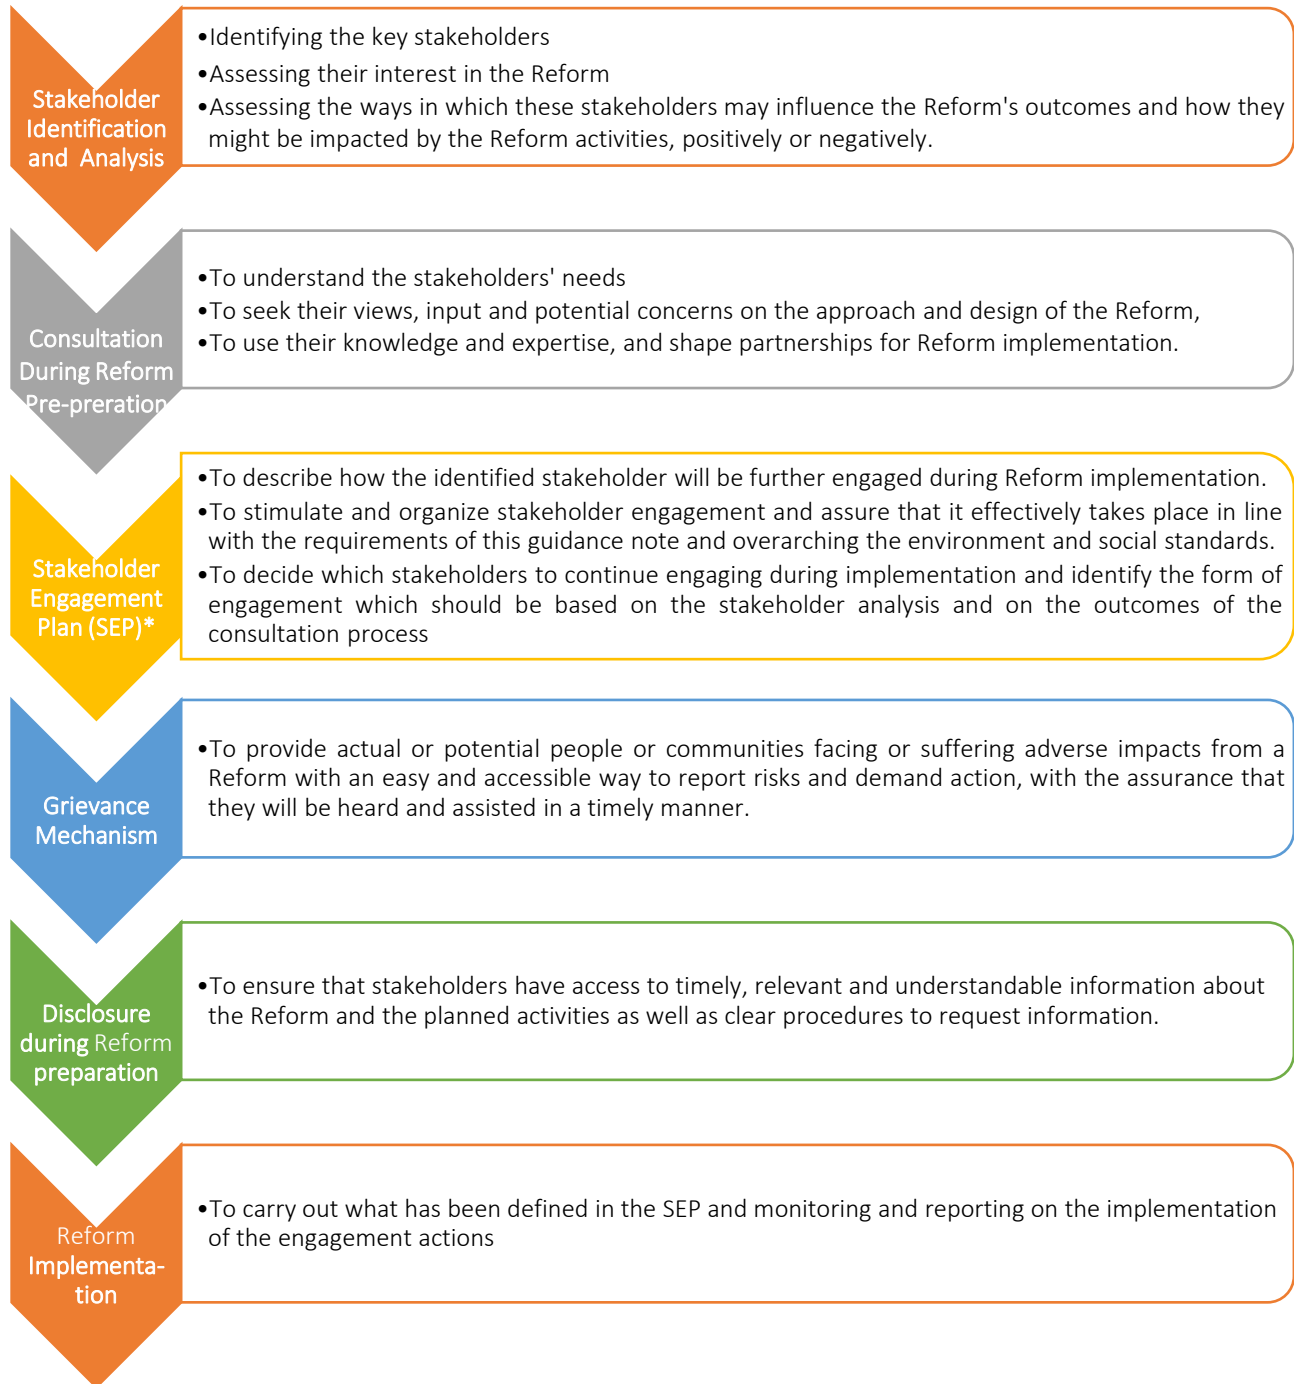 Stakeholder
Identification
and Analysis
•Identifying the key stakeholders
•Assessing their interest in the Reform
•Assessing the ways in which these stakeholders may influence the Reform's outcomes and how they
might be impacted by the Reform activities, positively or negatively.
Consultation
During Reform
Pre-preration
•To understand the stakeholders' needs
•To seek their views, input and potential concerns on the approach and design of the Reform,
•To use their knowledge and expertise, and shape partnerships for Reform implementation.
Stakeholder
Engagement
Plan (SEP)*
•To describe how the identified stakeholder will be further engaged during Reform implementation.
•To stimulate and organize stakeholder engagement and assure that it effectively takes place in line
with the requirements of this guidance note and overarching the environment and social standards.
•To decide which stakeholders to continue engaging during implementation and identify the form of
engagement which should be based on the stakeholder analysis and on the outcomes of the
consultation process
Grievance
Mechanism
•To provide actual or potential people or communities facing or suffering adverse impacts from a
Reform with an easy and accessible way to report risks and demand action, with the assurance that
they will be heard and assisted in a timely manner.
Disclosure
during Reform
preparation
•To ensure that stakeholders have access to timely, relevant and understandable information about
the Reform and the planned activities as well as clear procedures to request information.
Reform
Implementa-
tion
•To carry out what has been defined in the SEP and monitoring and reporting on the implementation
of the engagement actions